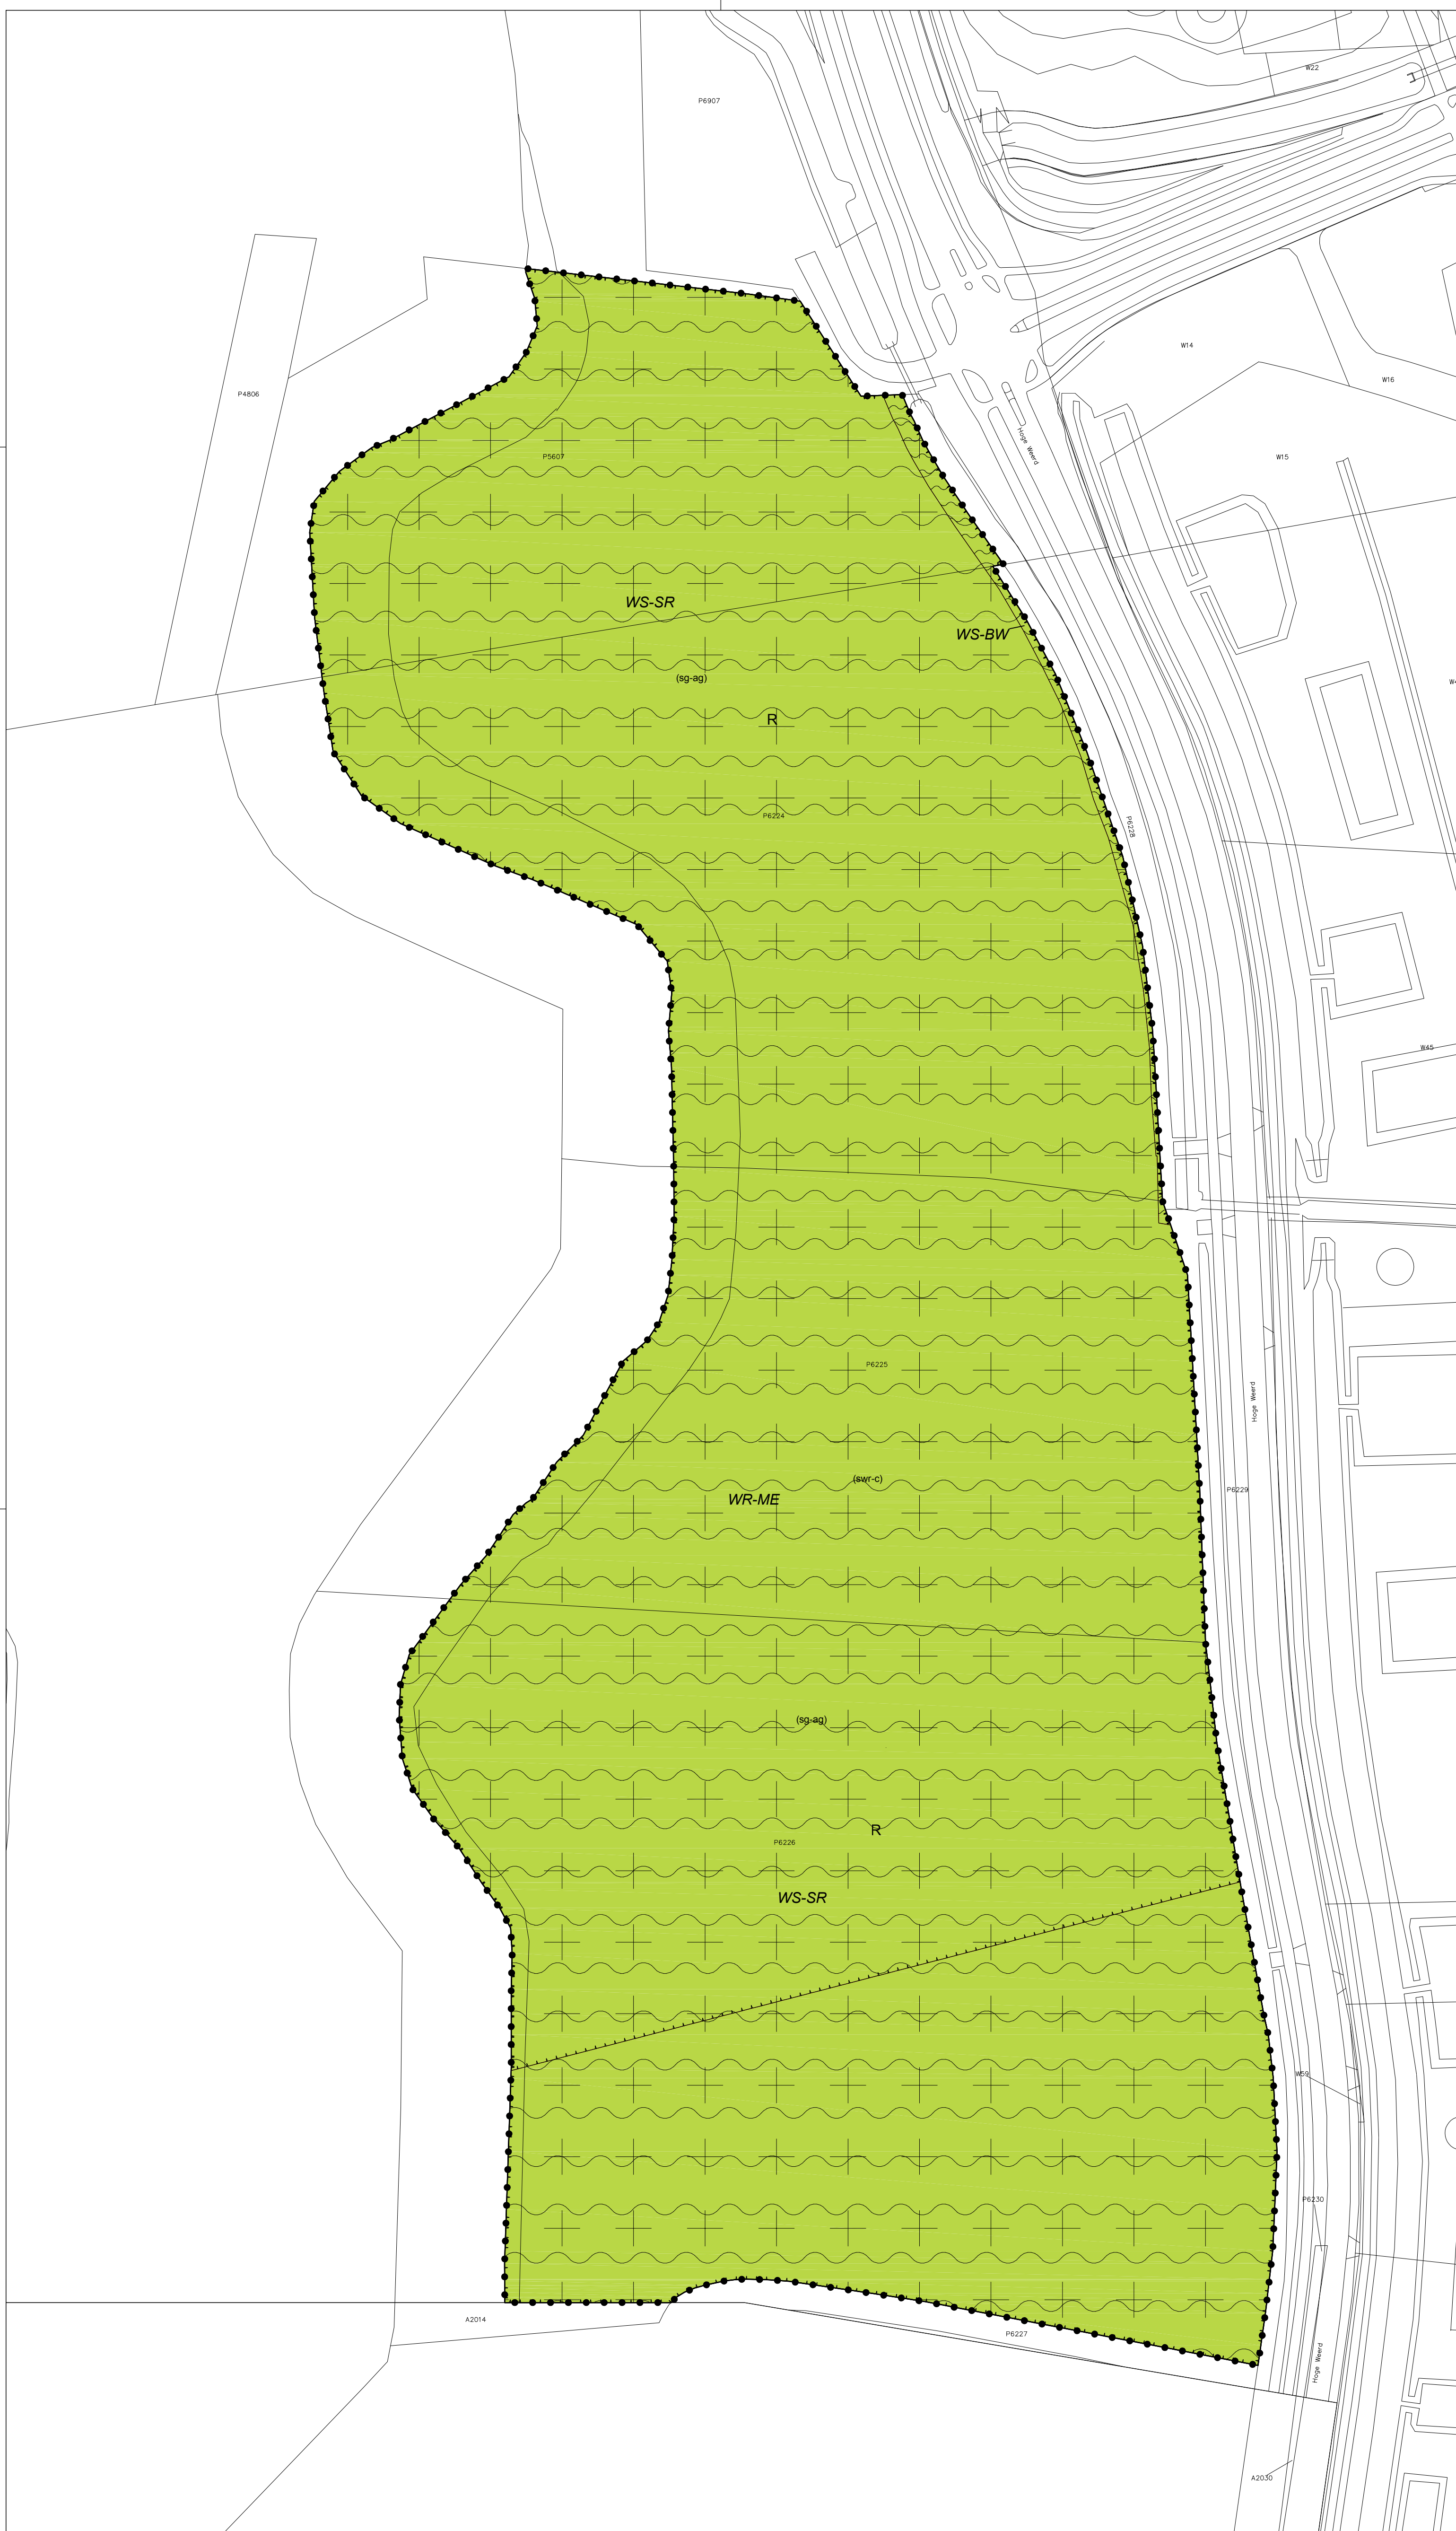 W22
P6907
W14
W16
P4806
Hoge Weerd
P5607
W15
WS-SR
WS-BW
(sg-ag)
R
P6224
P6228
W45
P6225
Hoge Weerd
(swr-c)
WR-ME
P6229
(sg-ag)
R
P6226
WS-SR
W59
P6230
A2014
P6227
Hoge Weerd
A2030